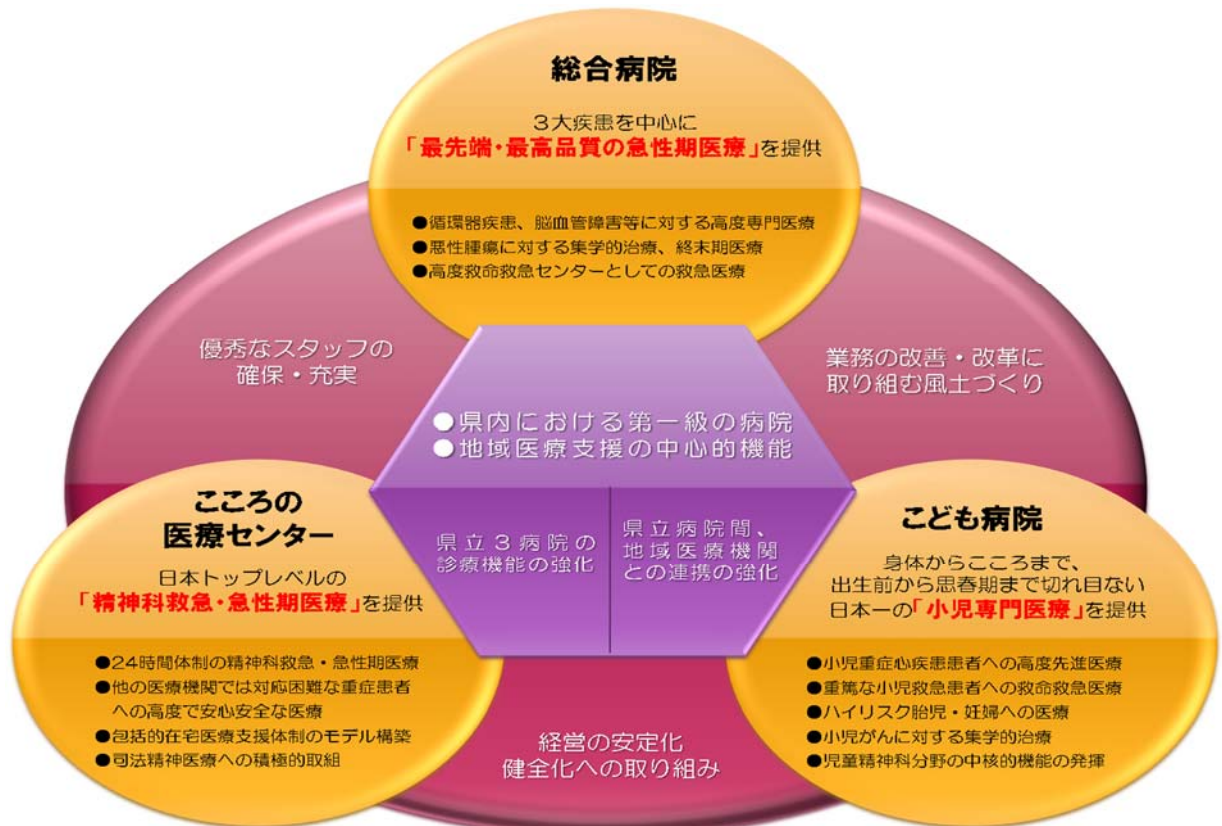 総合病院
3大疾患を中心に
「最先端・最高品質の急性期医療」を提供
●循環器疾患、脳血管障害等に対する高度専門医療
●悪性腫瘍に対する集学的治療、終末期医療
●高度救命救急センターとしての救急医療
優秀なスタッフの
確保・充実
業務の改善・改革に
取り組む風土づくり
●県内における第一級の病院
●地域医療支援の中心的機能
県立3病院の
診療機能の強化
県立病院間、
地域医療機関
との連携の強化
こころの
医療センター
日本トップレベルの
「精神科救急・急性期医療」を提供
●24時間体制の精神科救急・急性期医療
●他の医療機関では対応困難な重症患者
への高度で安心安全な医療
●包括的在宅医療支援体制のモデル構築
●司法精神医療への積極的取組
こども病院
身体からこころまで、
出生前から思春期まで切れ目ない
日本一の「小児専門医療」を提供
●小児重症心疾患患者への高度先進医療
●重篤な小児救急患者への救命救急医療
●ハイリスク胎児・妊婦への医療
●小児がんに対する集学的治療
●児童精神科分野の中核的機能の発揮
経営の安定化
健全化への取り組み